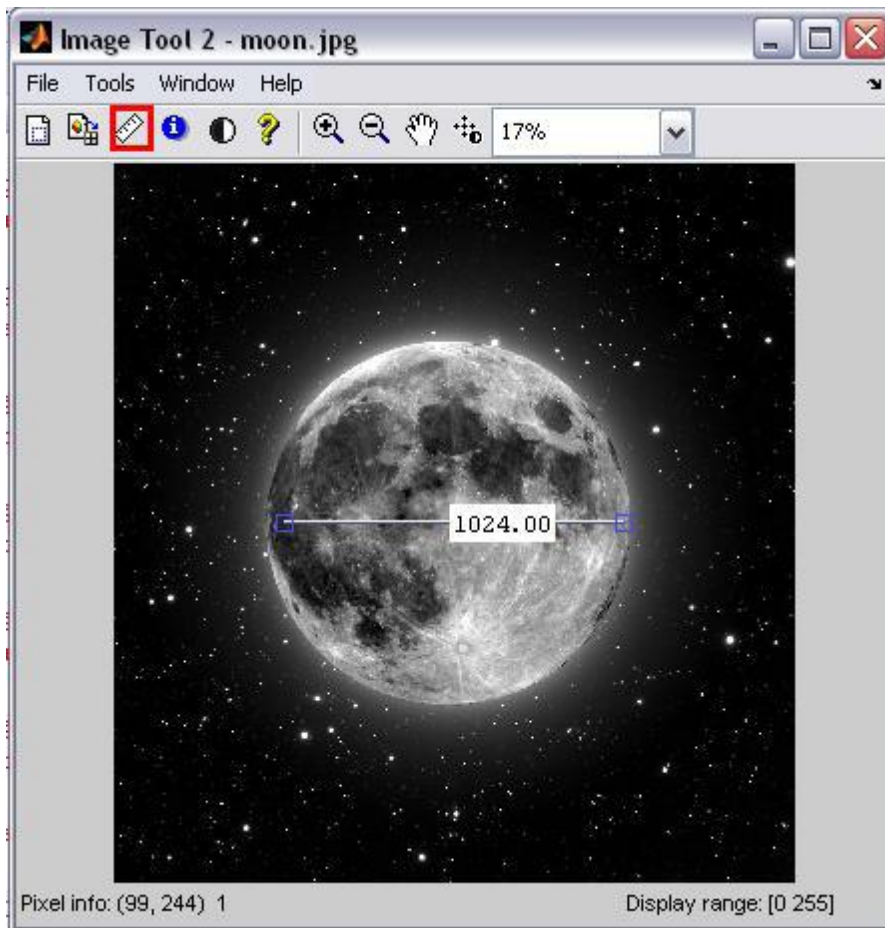 Image Tool 2 - moon.jpg
File Tools Window Help
17%
1024.00
Pixel info: (99, 244) 1 Display range: [0 255]